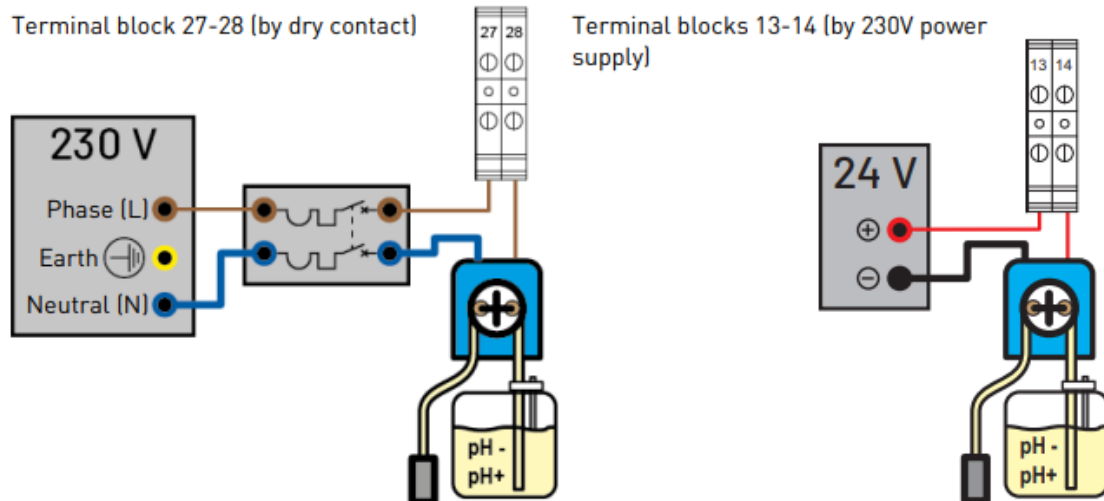 Terminal block 27-28 (by dry contact)
27 28
230 V
Phase (L)
Earth
Neutral (N)
pH -
pH+
Terminal blocks 13-14 (by 230V power
supply)
13 14
24 V
+
−
pH -
pH+